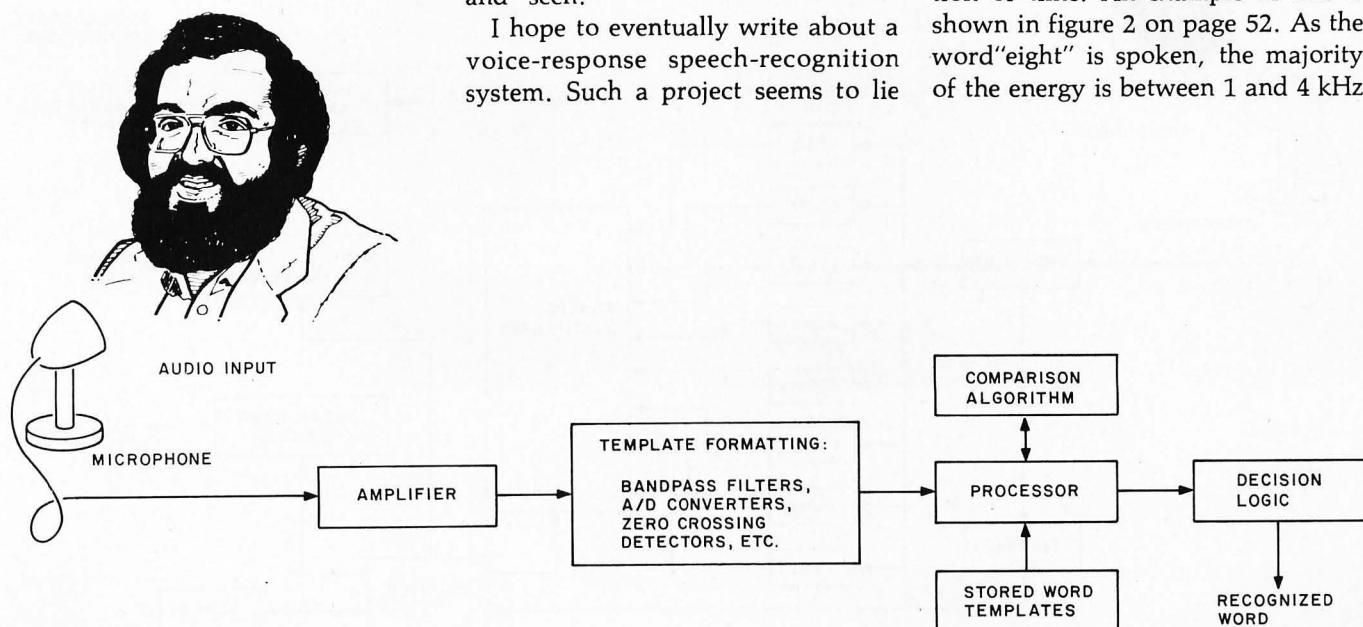 and seen.
I hope to eventually write about a
voice-response speech-recognition
system. Such a project seems to lie
shown in figure 2 on page 52. As the
word"eight" is spoken, the majority
of the energy is between 1 and 4 kHz
AUDIO INPUT
MICROPHONE
AMPLIFIER
TEMPLATE FORMATTING:
BANDPASS FILTERS,
A/D CONVERTERS,
ZERO CROSSING
DETECTORS, ETC.
COMPARISON
ALGORITHM
PROCESSOR
STORED WORD
TEMPLATES
DECISION
LOGIC
RECOGNIZED
WORD